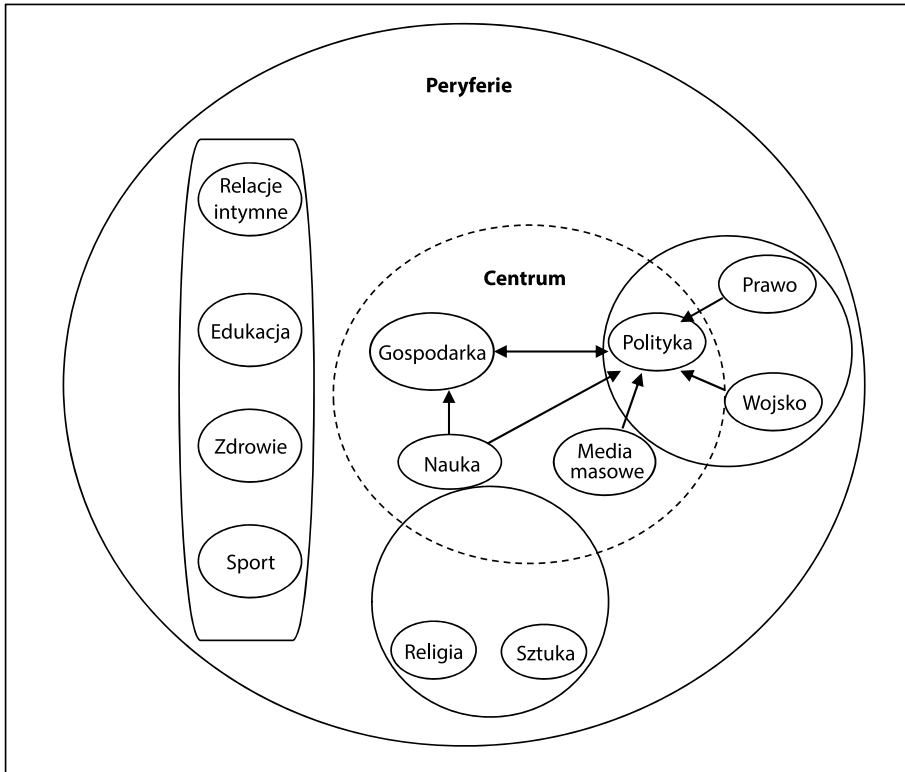 Peryferie
Relacje
intymne
Edukacja
Zdrowie
Sport
Centrum
Gospodarka
Polityka
Prawo
Wojsko
Nauka
Media
masowe
Religia
Sztuka